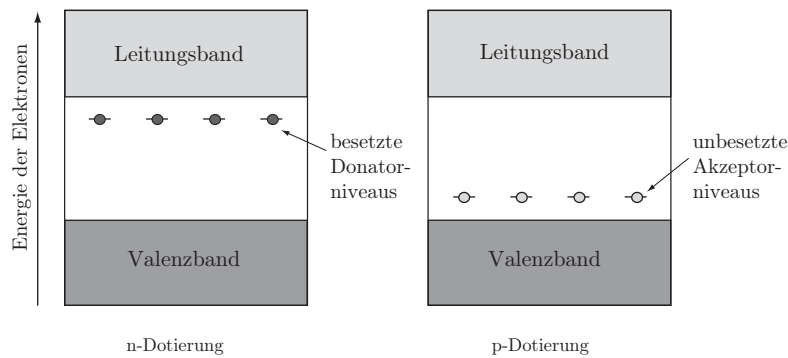 Energie der Elektronen
Leitungsband
besetzte
Donator-
niveaus
Valenzband
n-Dotierung
Leitungsband
unbesetzte
Akzeptor-
niveaus
Valenzband
p-Dotierung